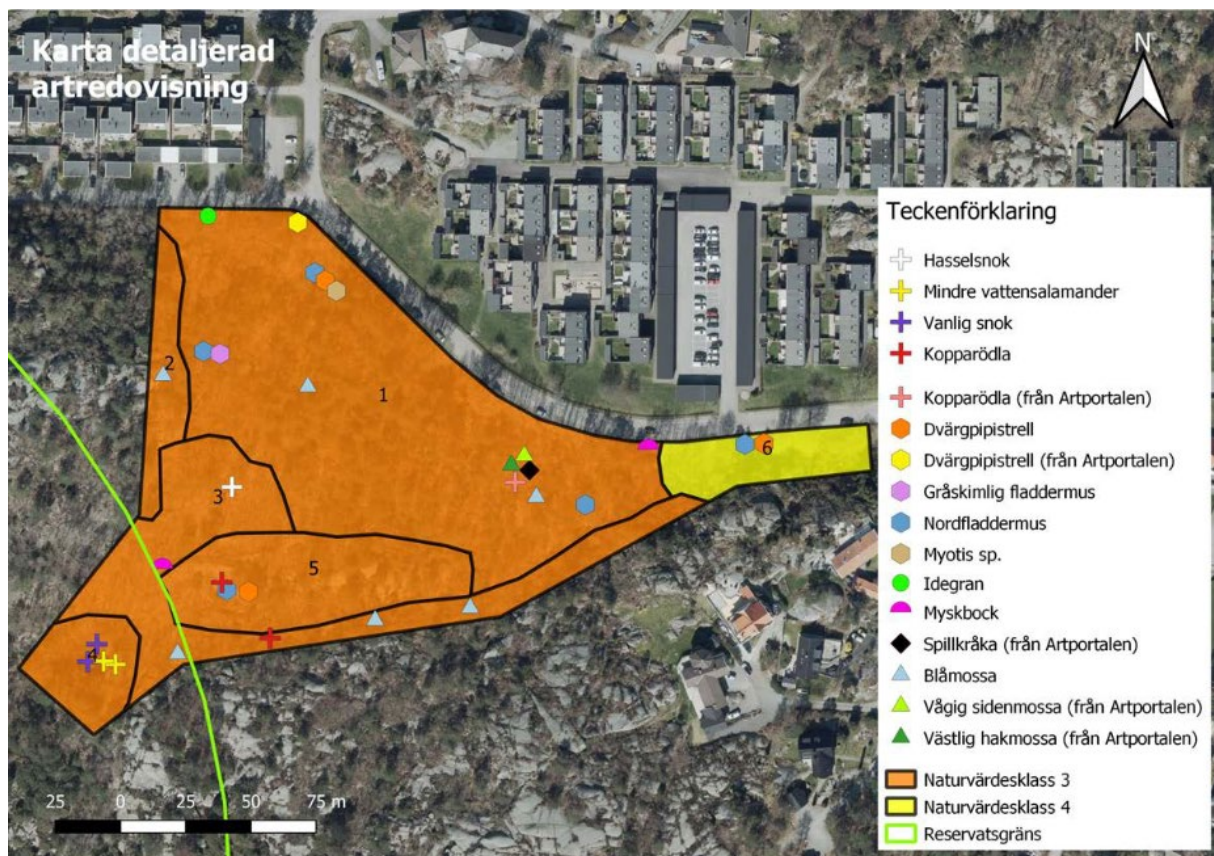 Karta detaljerad
artredovisning
N
Teckenförklaring
Hasselsnok
Mindre vattensalamander
Vanlig snok
Kopparödla
Kopparödla (från Artportalen)
Dvärgpipistrell
Dvärgpipistrell (från Artportalen)
Gråskimlig fladdermus
Nordfladdermus
Myotis sp.
Idegran
Myskbock
Spillkråka (från Artportalen)
Blåmossa
Vågig sidenmossa (från Artportalen)
Västlig hakmossa (från Artportalen)
Naturvärdesklass 3
Naturvärdesklass 4
Reservatsgräns
2
1
6
3
5
4
25 0 25 50 75 m